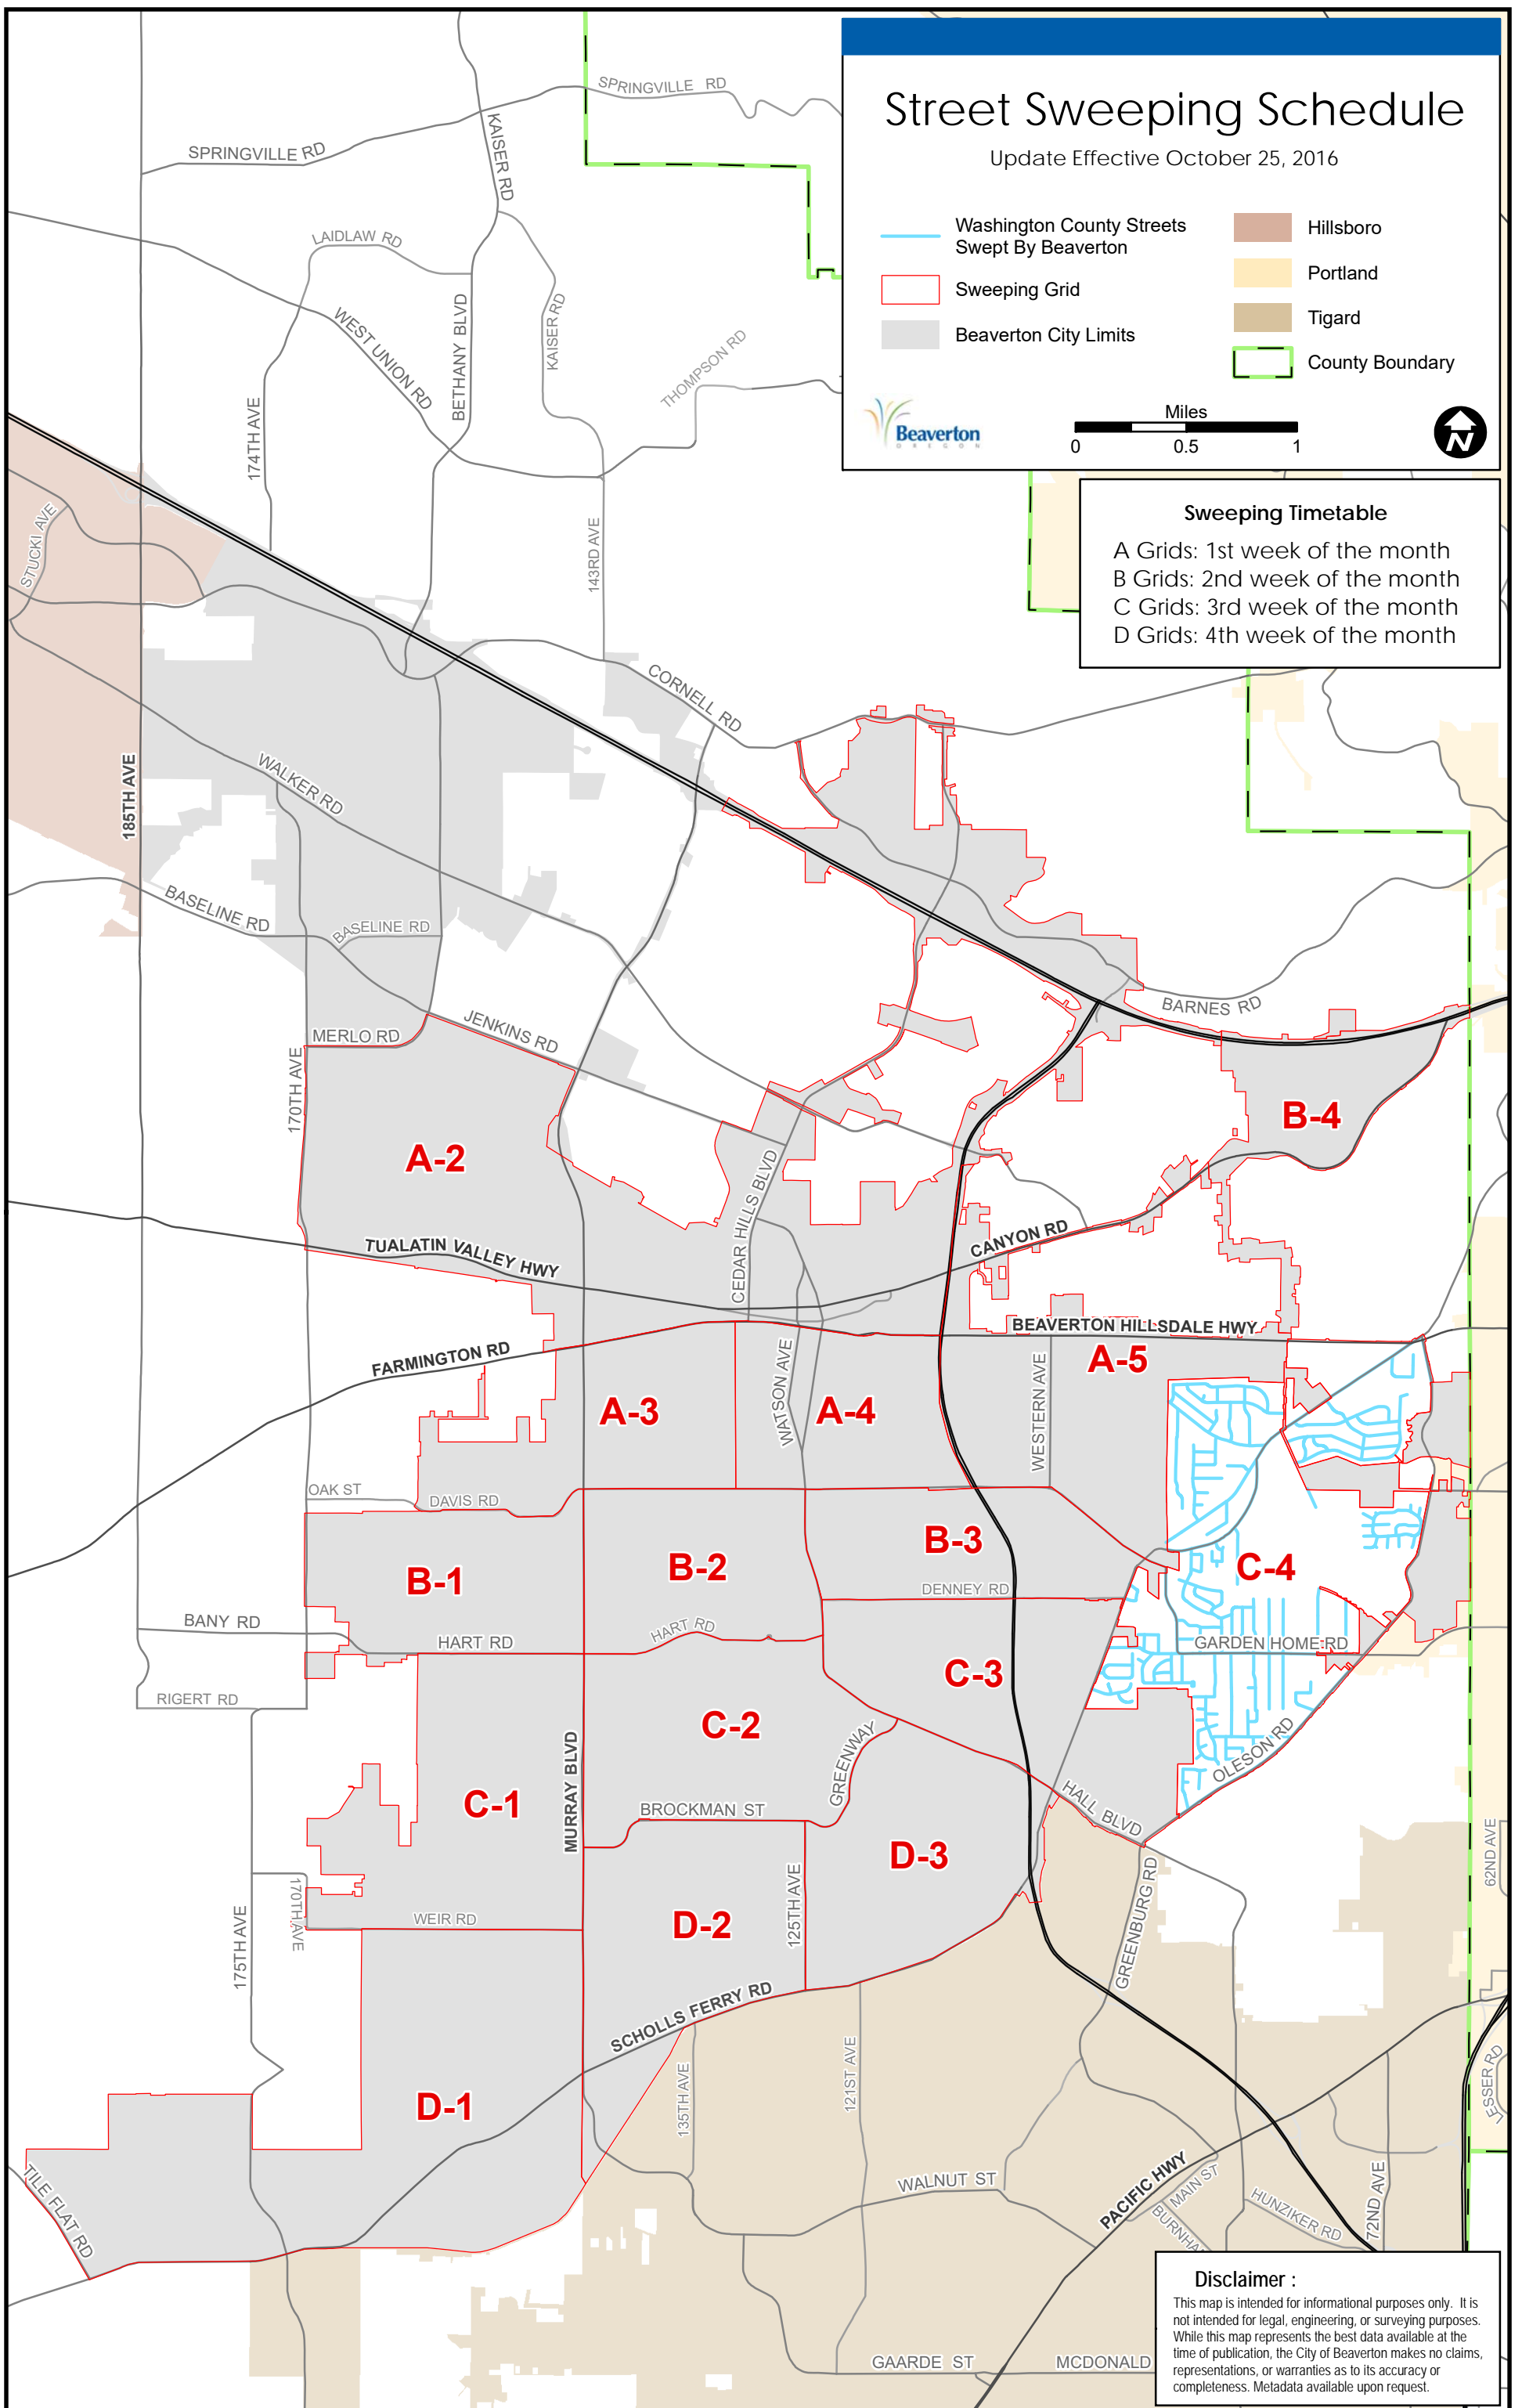 Street Sweeping Schedule
Update Effective October 25, 2016
Washington County Streets
Swept By Beaverton
Sweeping Grid
Beaverton City Limits
Hillsboro
Portland
Tigard
County Boundary
Beaverton
OREGON
Miles
0 0.5 1
N
Sweeping Timetable
A Grids: 1st week of the month
B Grids: 2nd week of the month
C Grids: 3rd week of the month
D Grids: 4th week of the month
SPRINGVILLE RD
SPRINGVILLE RD
KAISER RD
LAIDLAW RD
WEST UNION RD
BETHANY BLVD
KAISER RD
THOMPSON RD
174TH AVE
STUCKI AVE
143RD AVE
CORNELL RD
WALKER RD
185TH AVE
BASELINE RD
BASELINE RD
JENKINS RD
MERLO RD
170TH AVE
BARNES RD
B-4
A-2
CEDAR HILLS BLVD
TUALATIN VALLEY HWY
CANYON RD
BEAVERTON HILLSDALE HWY
FARMINGTON RD
A-5
A-3
WATSON AVE
A-4
WESTERN AVE
OAK ST
DAVIS RD
B-1
B-2
B-3
C-4
DENNEY RD
BANY RD
HART RD
HART RD
GARDEN HOME RD
C-3
RIGERT RD
C-2
MURRAY BLVD
GREENWAY
OLESON RD
C-1
BROCKMAN ST
HALL BLVD
D-3
62ND AVE
170TH AVE
175TH AVE
WEIR RD
D-2
125TH AVE
GREENBURG RD
SCHOLLS FERRY RD
D-1
135TH AVE
121ST AVE
LESSER RD
TILE FLAT RD
WALNUT ST
PACIFIC HWY
MAIN ST
BURNHA
HUNZIKER RD
72ND AVE
GAARDE ST
MCDONALD
Disclaimer :
This map is intended for informational purposes only. It is
not intended for legal, engineering, or surveying purposes.
While this map represents the best data available at the
time of publication, the City of Beaverton makes no claims,
representations, or warranties as to its accuracy or
completeness. Metadata available upon request.